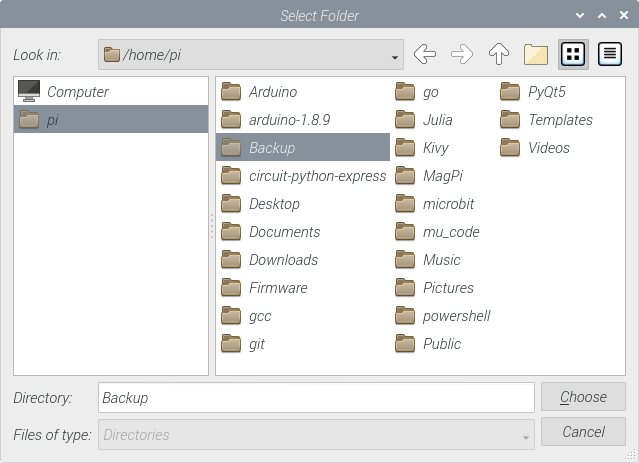 Select Folder
Look in: /home/pi
Computer
pi
Arduino
arduino-1.8.9
Backup
circuit-python-express
Desktop
Documents
Downloads
Firmware
gcc
git
go
Julia
Kivy
MagPi
microbit
mu_code
Music
Pictures
powershell
Public
PyQt5
Templates
Videos
Directory: Backup Choose
Files of type: Directories Cancel